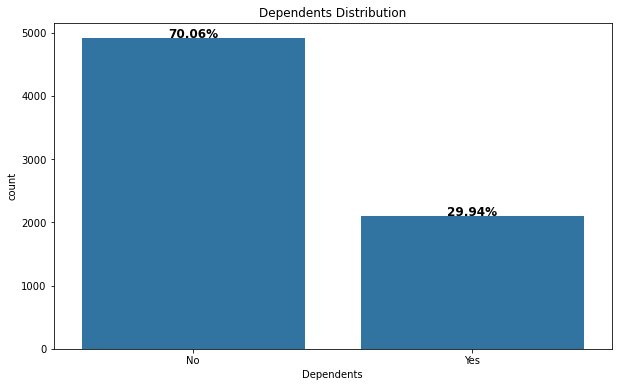 Dependents Distribution
5000
4000
3000
2000
1000
0
count
70.06%
29.94%
No
Yes
Dependents